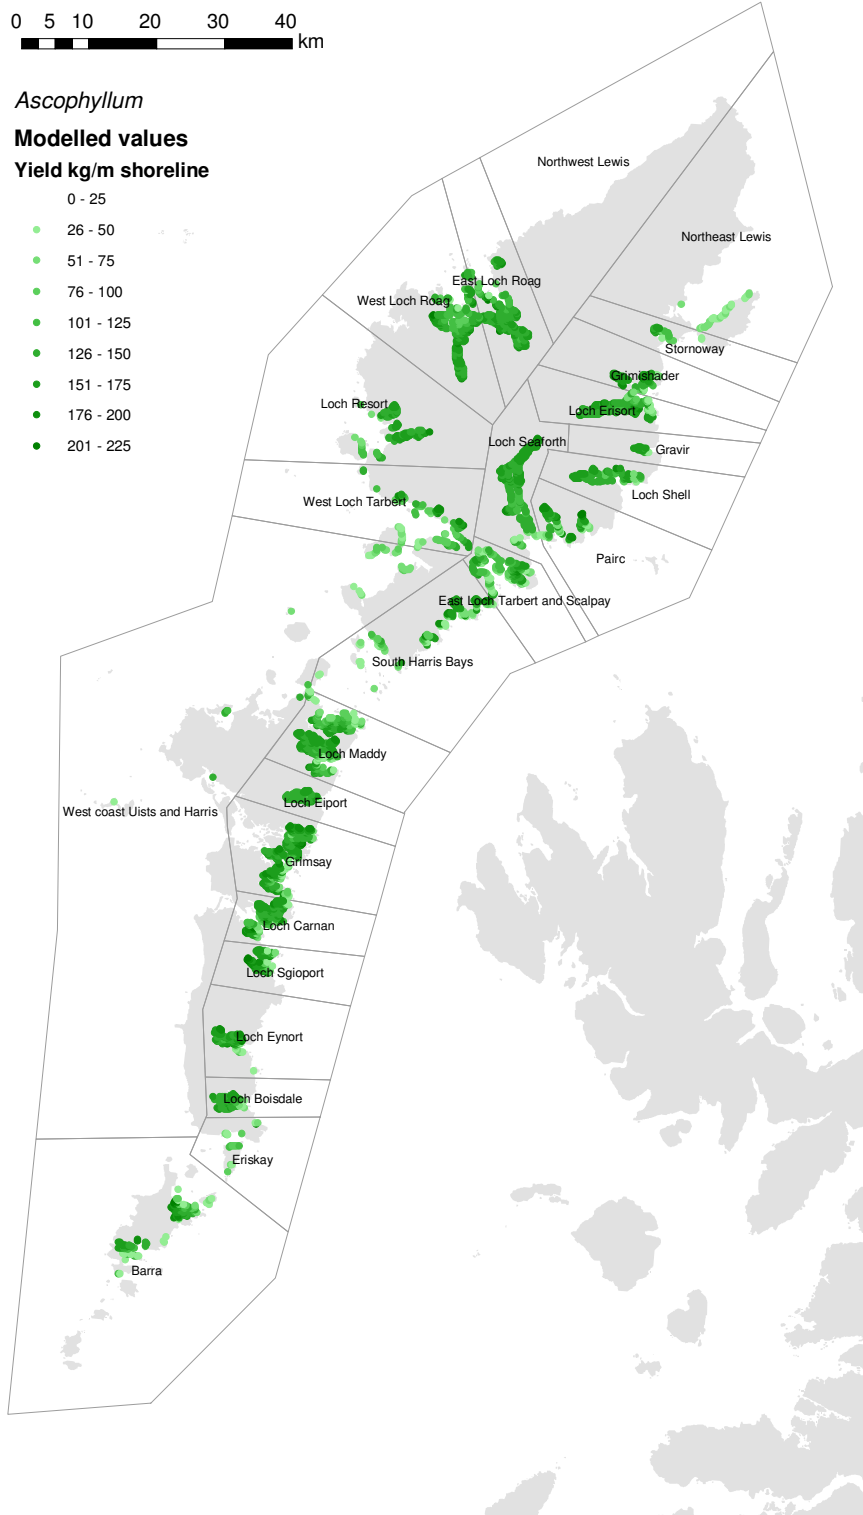 0 5 10 20 30 40
km
Ascophyllum
Modelled values
Yield kg/m shoreline
0 - 25
26 - 50
51 - 75
76 - 100
101 - 125
126 - 150
151 - 175
176 - 200
201 - 225
Northwest Lewis
Northeast Lewis
East Loch Roag
West Loch Roag
Stornoway
Grimishader
Loch Resort
Loch Erisort
Loch Seaforth
Gravir
Loch Shell
West Loch Tarbert
Pairc
East Loch Tarbert and Scalpay
South Harris Bays
Loch Maddy
Loch Eiport
West coast Uists and Harris
Grimsay
Loch Carnan
Loch Sgioport
Loch Eynort
Loch Boisdale
Eriskay
Barra